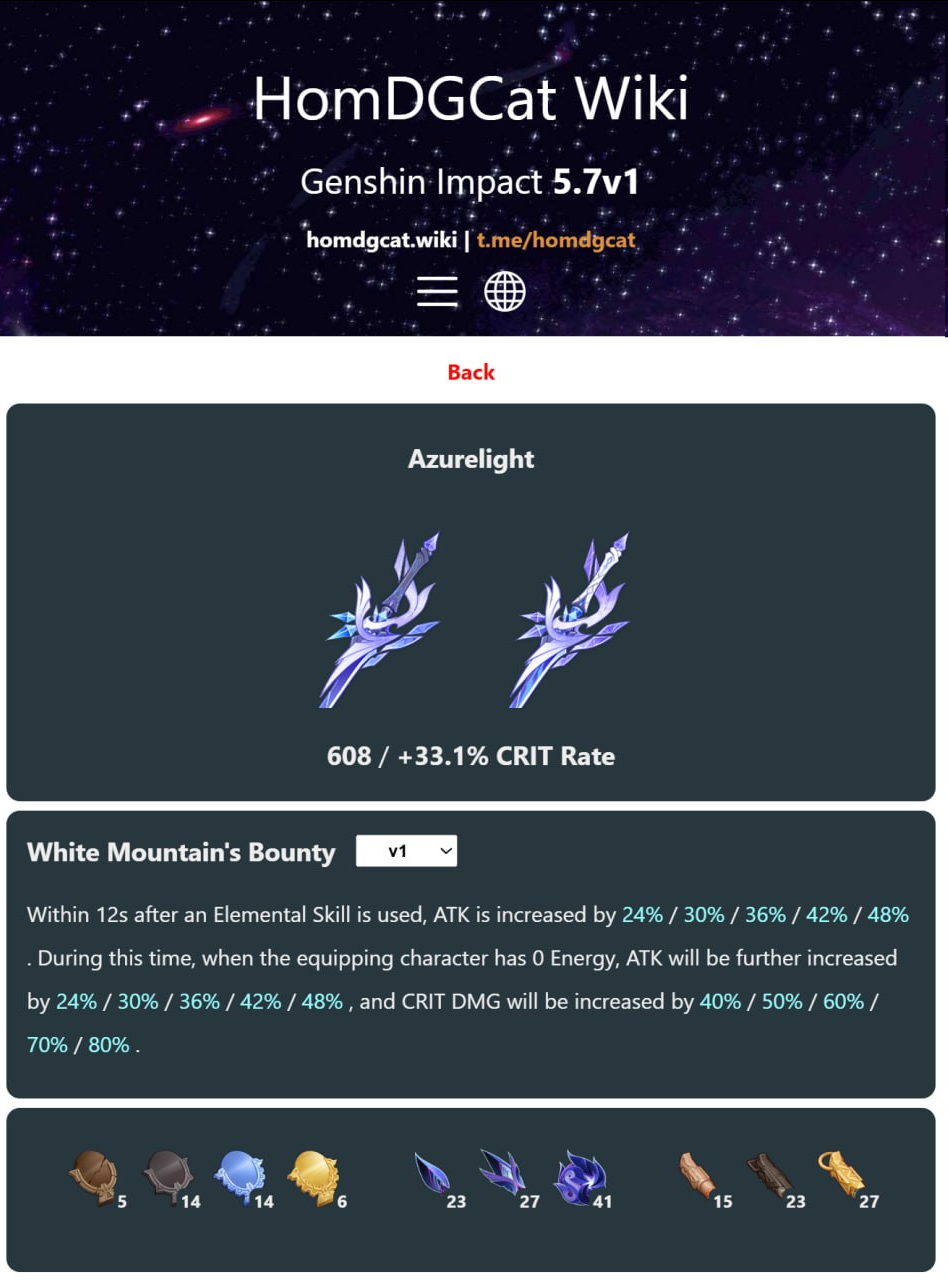 HomDGCat Wiki
Genshin Impact 5.7v1
homdgcat.wiki | t.me/homdgcat
Back
Azurelight
608 / +33.1% CRIT Rate
White Mountain's Bounty v1
Within 12s after an Elemental Skill is used, ATK is increased by 24% / 30% / 36% / 42% / 48%
. During this time, when the equipping character has 0 Energy, ATK will be further increased
by 24% / 30% / 36% / 42% / 48% , and CRIT DMG will be increased by 40% / 50% / 60% /
70% / 80% .
5 14 14 6 23 27 41 15 23 27